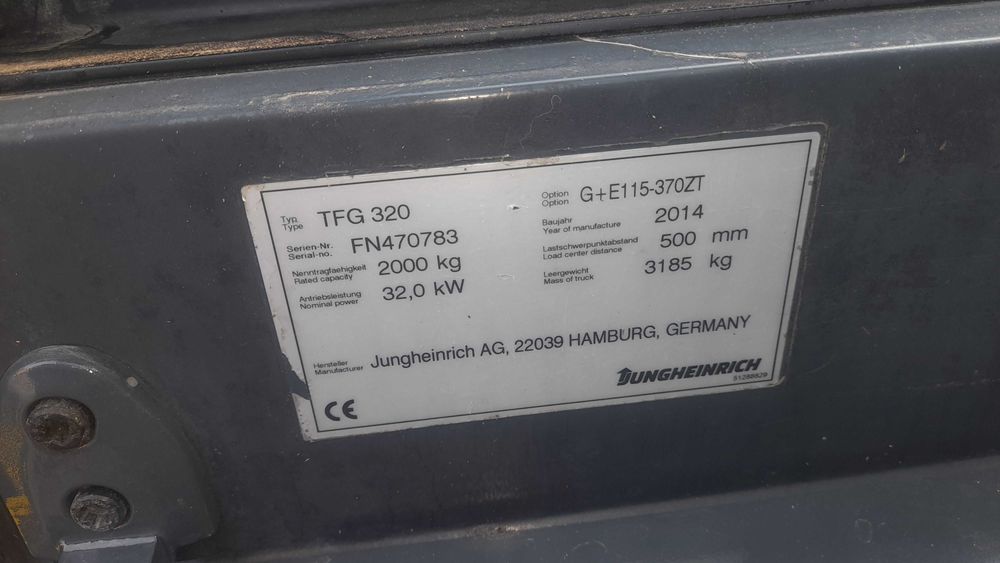 Typ TFG 320 Option G+E115-370ZT
Type Option
Serien-Nr. FN470783 Baujahr 2014
Serial-no. Year of manufacture
Nenntragfaehigkeit 2000 kg Lastschwerpunktabstand 500 mm
Rated capacity Load center distance
Antriebsleistung 32,0 kW Leergewicht 3185 kg
Nominal power Mass of truck
Hersteller Jungheinrich AG, 22039 HAMBURG, GERMANY
Manufacturer
JUNGHEINRICH
51288829
CE